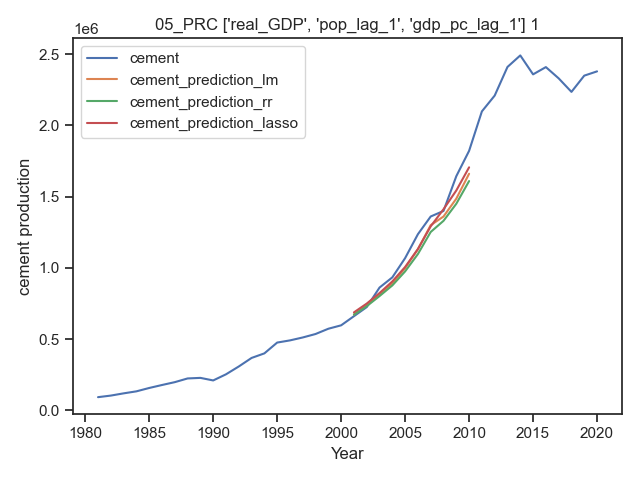 05_PRC ['real_GDP', 'pop_lag_1', 'gdp_pc_lag_1'] 1
1e6
cement
cement_prediction_lm
cement_prediction_rr
cement_prediction_lasso
cement production
2.5
2.0
1.5
1.0
0.5
0.0
1980 1985 1990 1995 2000 2005 2010 2015 2020
Year